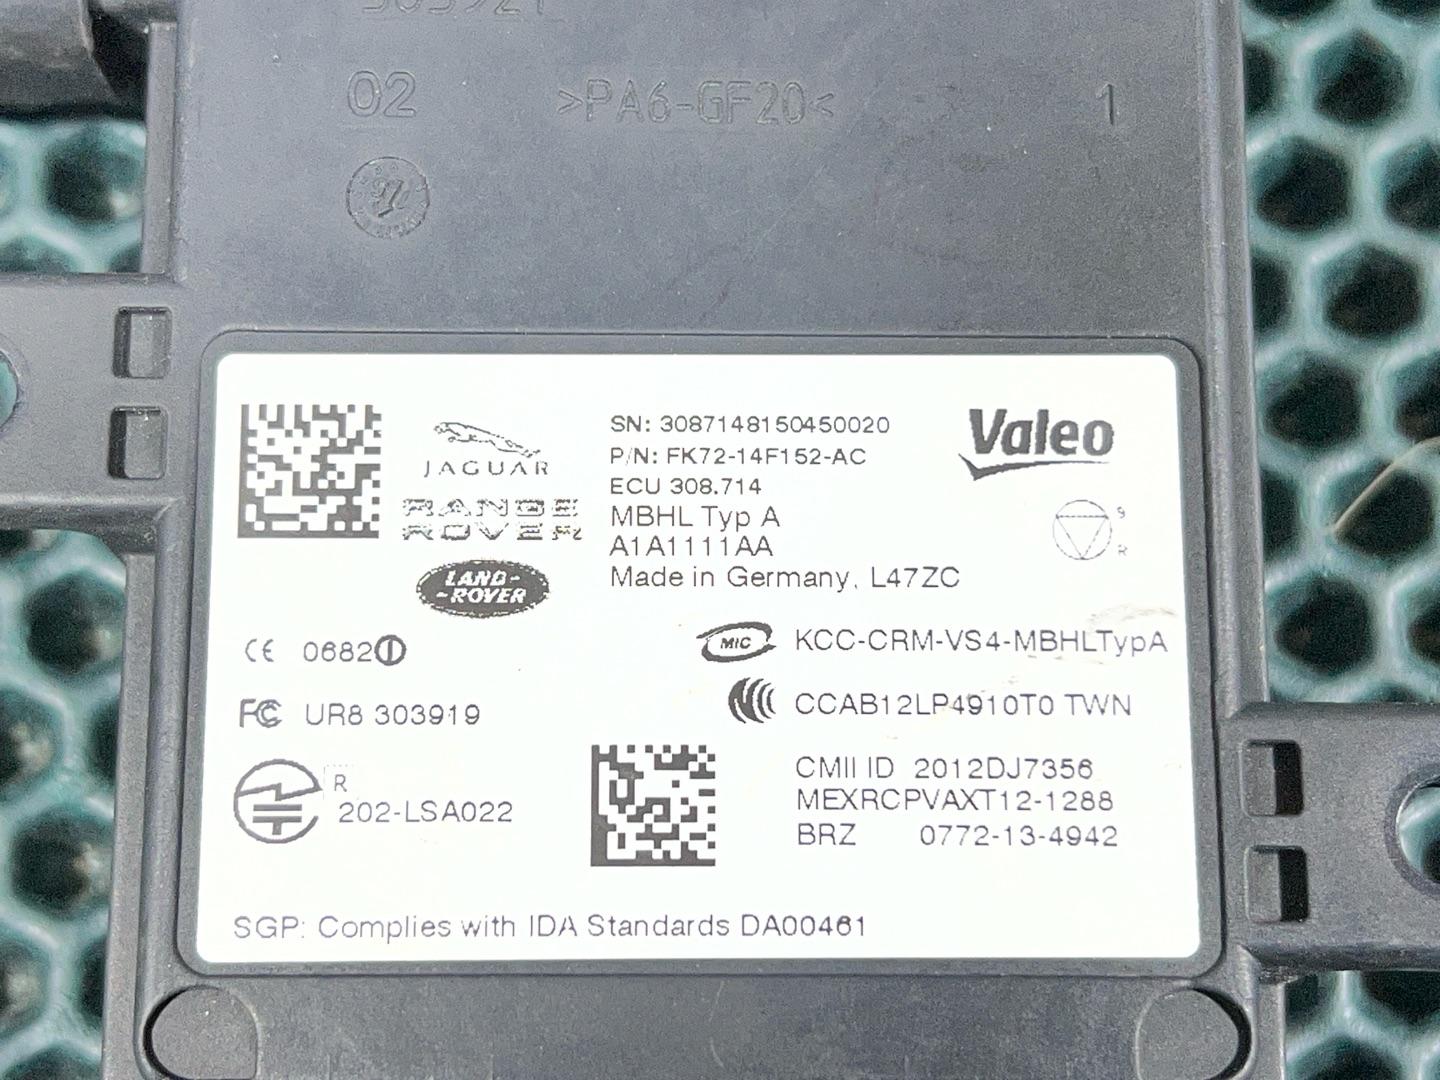 02
>PA6-GF20<
1
SN: 3087148150450020
P/N: FK72-14F152-AC
ECU 308.714
MBHL Typ A
A1A1111AA
Made in Germany, L47ZC
Valeo
JAGUAR
RANGE
ROVER
LAND-
-ROVER
9
R
CE 0682
MIC KCC-CRM-VS4-MBHLTypA
FC UR8 303919
CCAB12LP4910T0 TWN
R
202-LSA022
CMII ID 2012DJ7356
MEXRCPVAXT12-1288
BRZ 0772-13-4942
SGP: Complies with IDA Standards DA00461